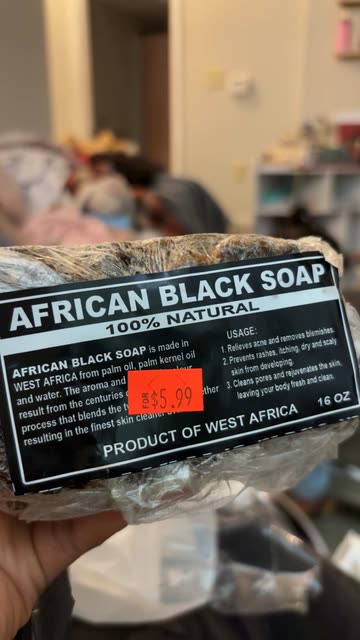 AFRICAN BLACK SOAP
100% NATURAL
AFRICAN BLACK SOAP is made in
WEST AFRICA from palm oil, palm kernel oil
and water. The aroma and
result from the centuries
process that blends the
resulting in the finest skin
FOR $5.99
USAGE:
1. Relieves acne and removes blemishes.
2. Prevents rashes, itching, dry and scaly
skin from developing.
3. Cleans pores and rejuvenates the skin.
leaving your body fresh and clean.
PRODUCT OF WEST AFRICA
16 OZ